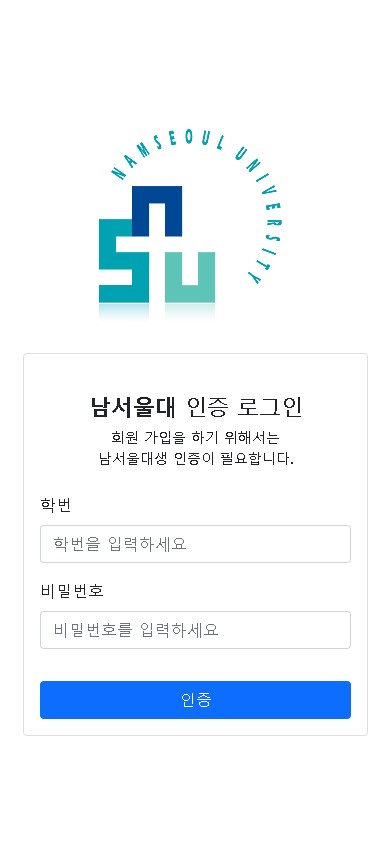 NAMSEOUL UNIVERSITY
snu
남서울대 인증 로그인
회원 가입을 하기 위해서는
남서울대생 인증이 필요합니다.
학번
학번을 입력하세요
비밀번호
비밀번호를 입력하세요
인증